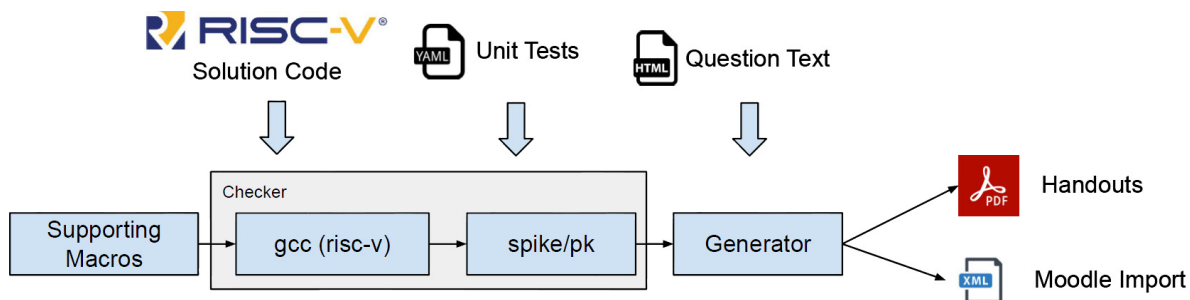 RISC-V®
Solution Code
YAML
Unit Tests
HTML
Question Text
Checker
Supporting
Macros
gcc (risc-v)
spike/pk
Generator
PDF
Handouts
XML
Moodle Import